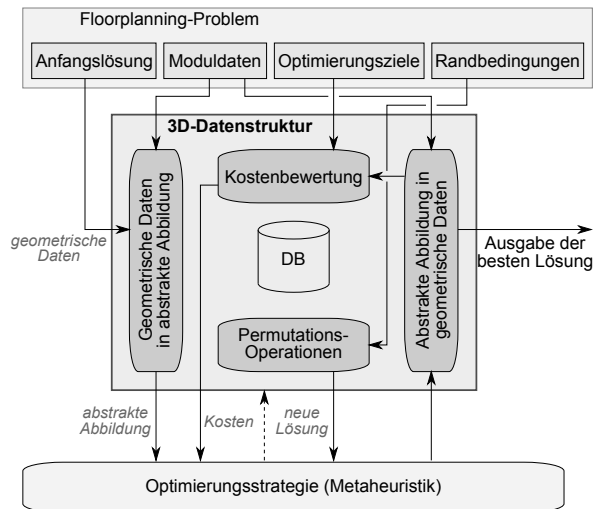 Floorplanning-Problem
Anfangslösung
Moduldaten
Optimierungsziele
Randbedingungen
3D-Datenstruktur
Geometrische Daten
in abstrakte Abbildung
Kostenbewertung
Abstrakte Abbildung in
geometrische Daten
geometrische
Daten
DB
Ausgabe der
besten Lösung
Permutations-
Operationen
abstrakte
Abbildung
Kosten
neue
Lösung
Optimierungsstrategie (Metaheuristik)